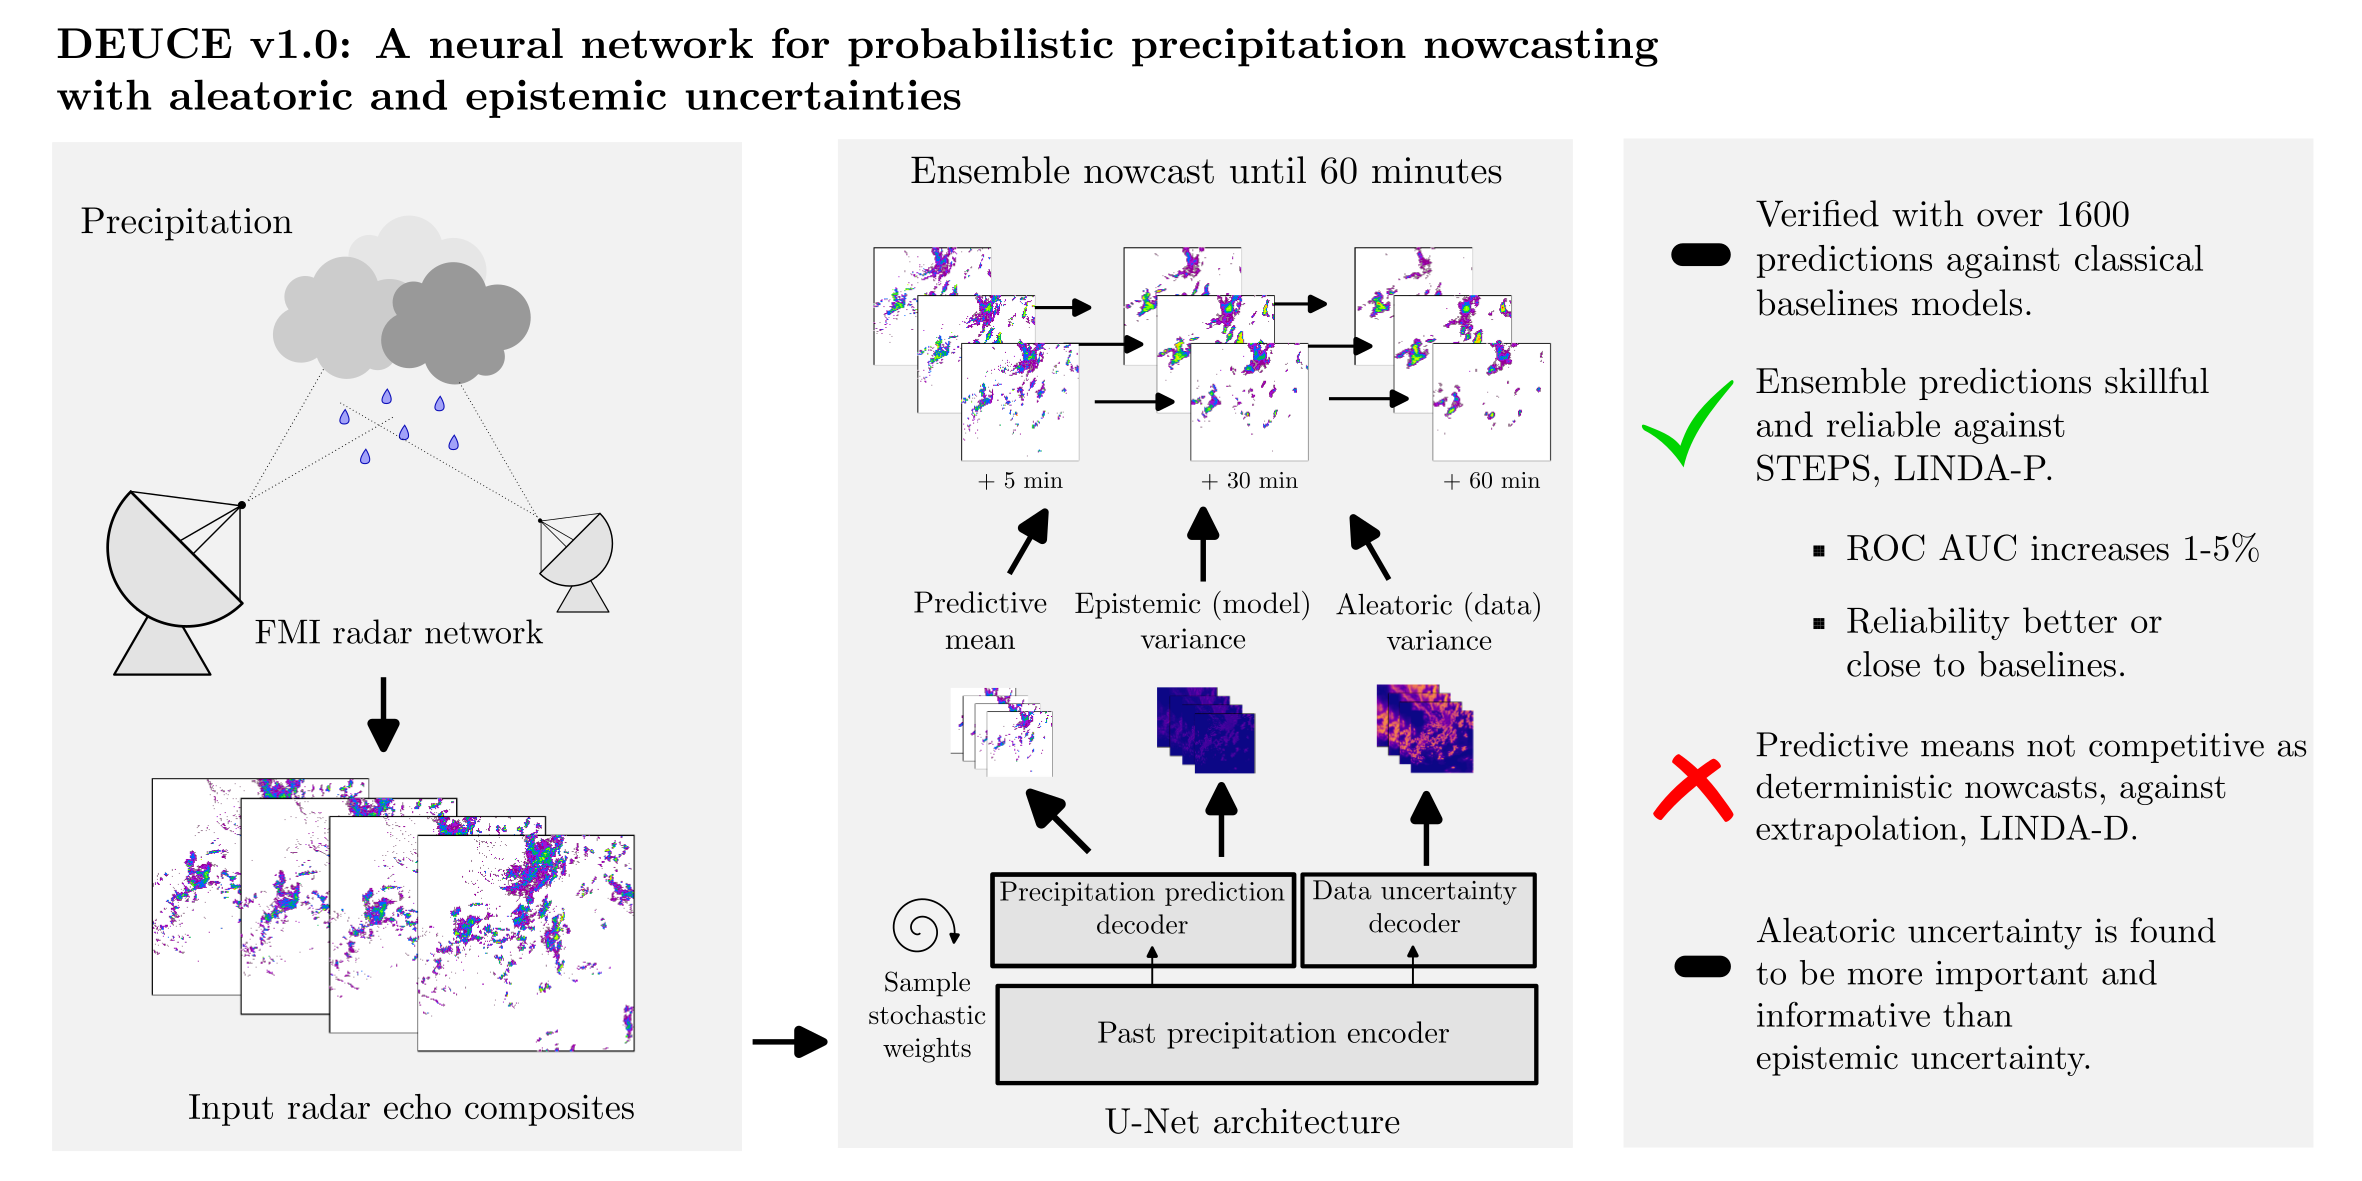 DEUCE v1.0: A neural network for probabilistic precipitation nowcasting
with aleatoric and epistemic uncertainties
Precipitation
FMI radar network
Input radar echo composites
Ensemble nowcast until 60 minutes
+ 5 min
+ 30 min
+ 60 min
Predictive
mean
Epistemic (model)
variance
Aleatoric (data)
variance
Precipitation prediction
decoder
Data uncertainty
decoder
Sample
stochastic
weights
Past precipitation encoder
U-Net architecture
Verified with over 1600
predictions against classical
baselines models.
Ensemble predictions skillful
and reliable against
STEPS, LINDA-P.
▪ ROC AUC increases 1-5%
▪ Reliability better or
close to baselines.
Predictive means not competitive as
deterministic nowcasts, against
extrapolation, LINDA-D.
Aleatoric uncertainty is found
to be more important and
informative than
epistemic uncertainty.